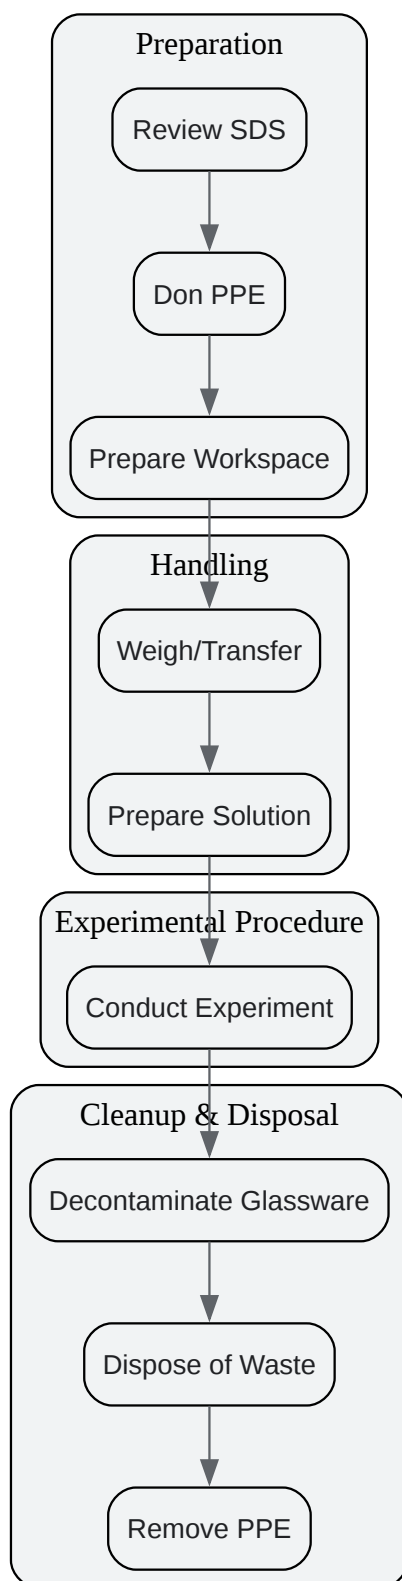 Preparation
Review SDS
Don PPE
Prepare Workspace
Handling
Weigh/Transfer
Prepare Solution
Experimental Procedure
Conduct Experiment
Cleanup & Disposal
Decontaminate Glassware
Dispose of Waste
Remove PPE